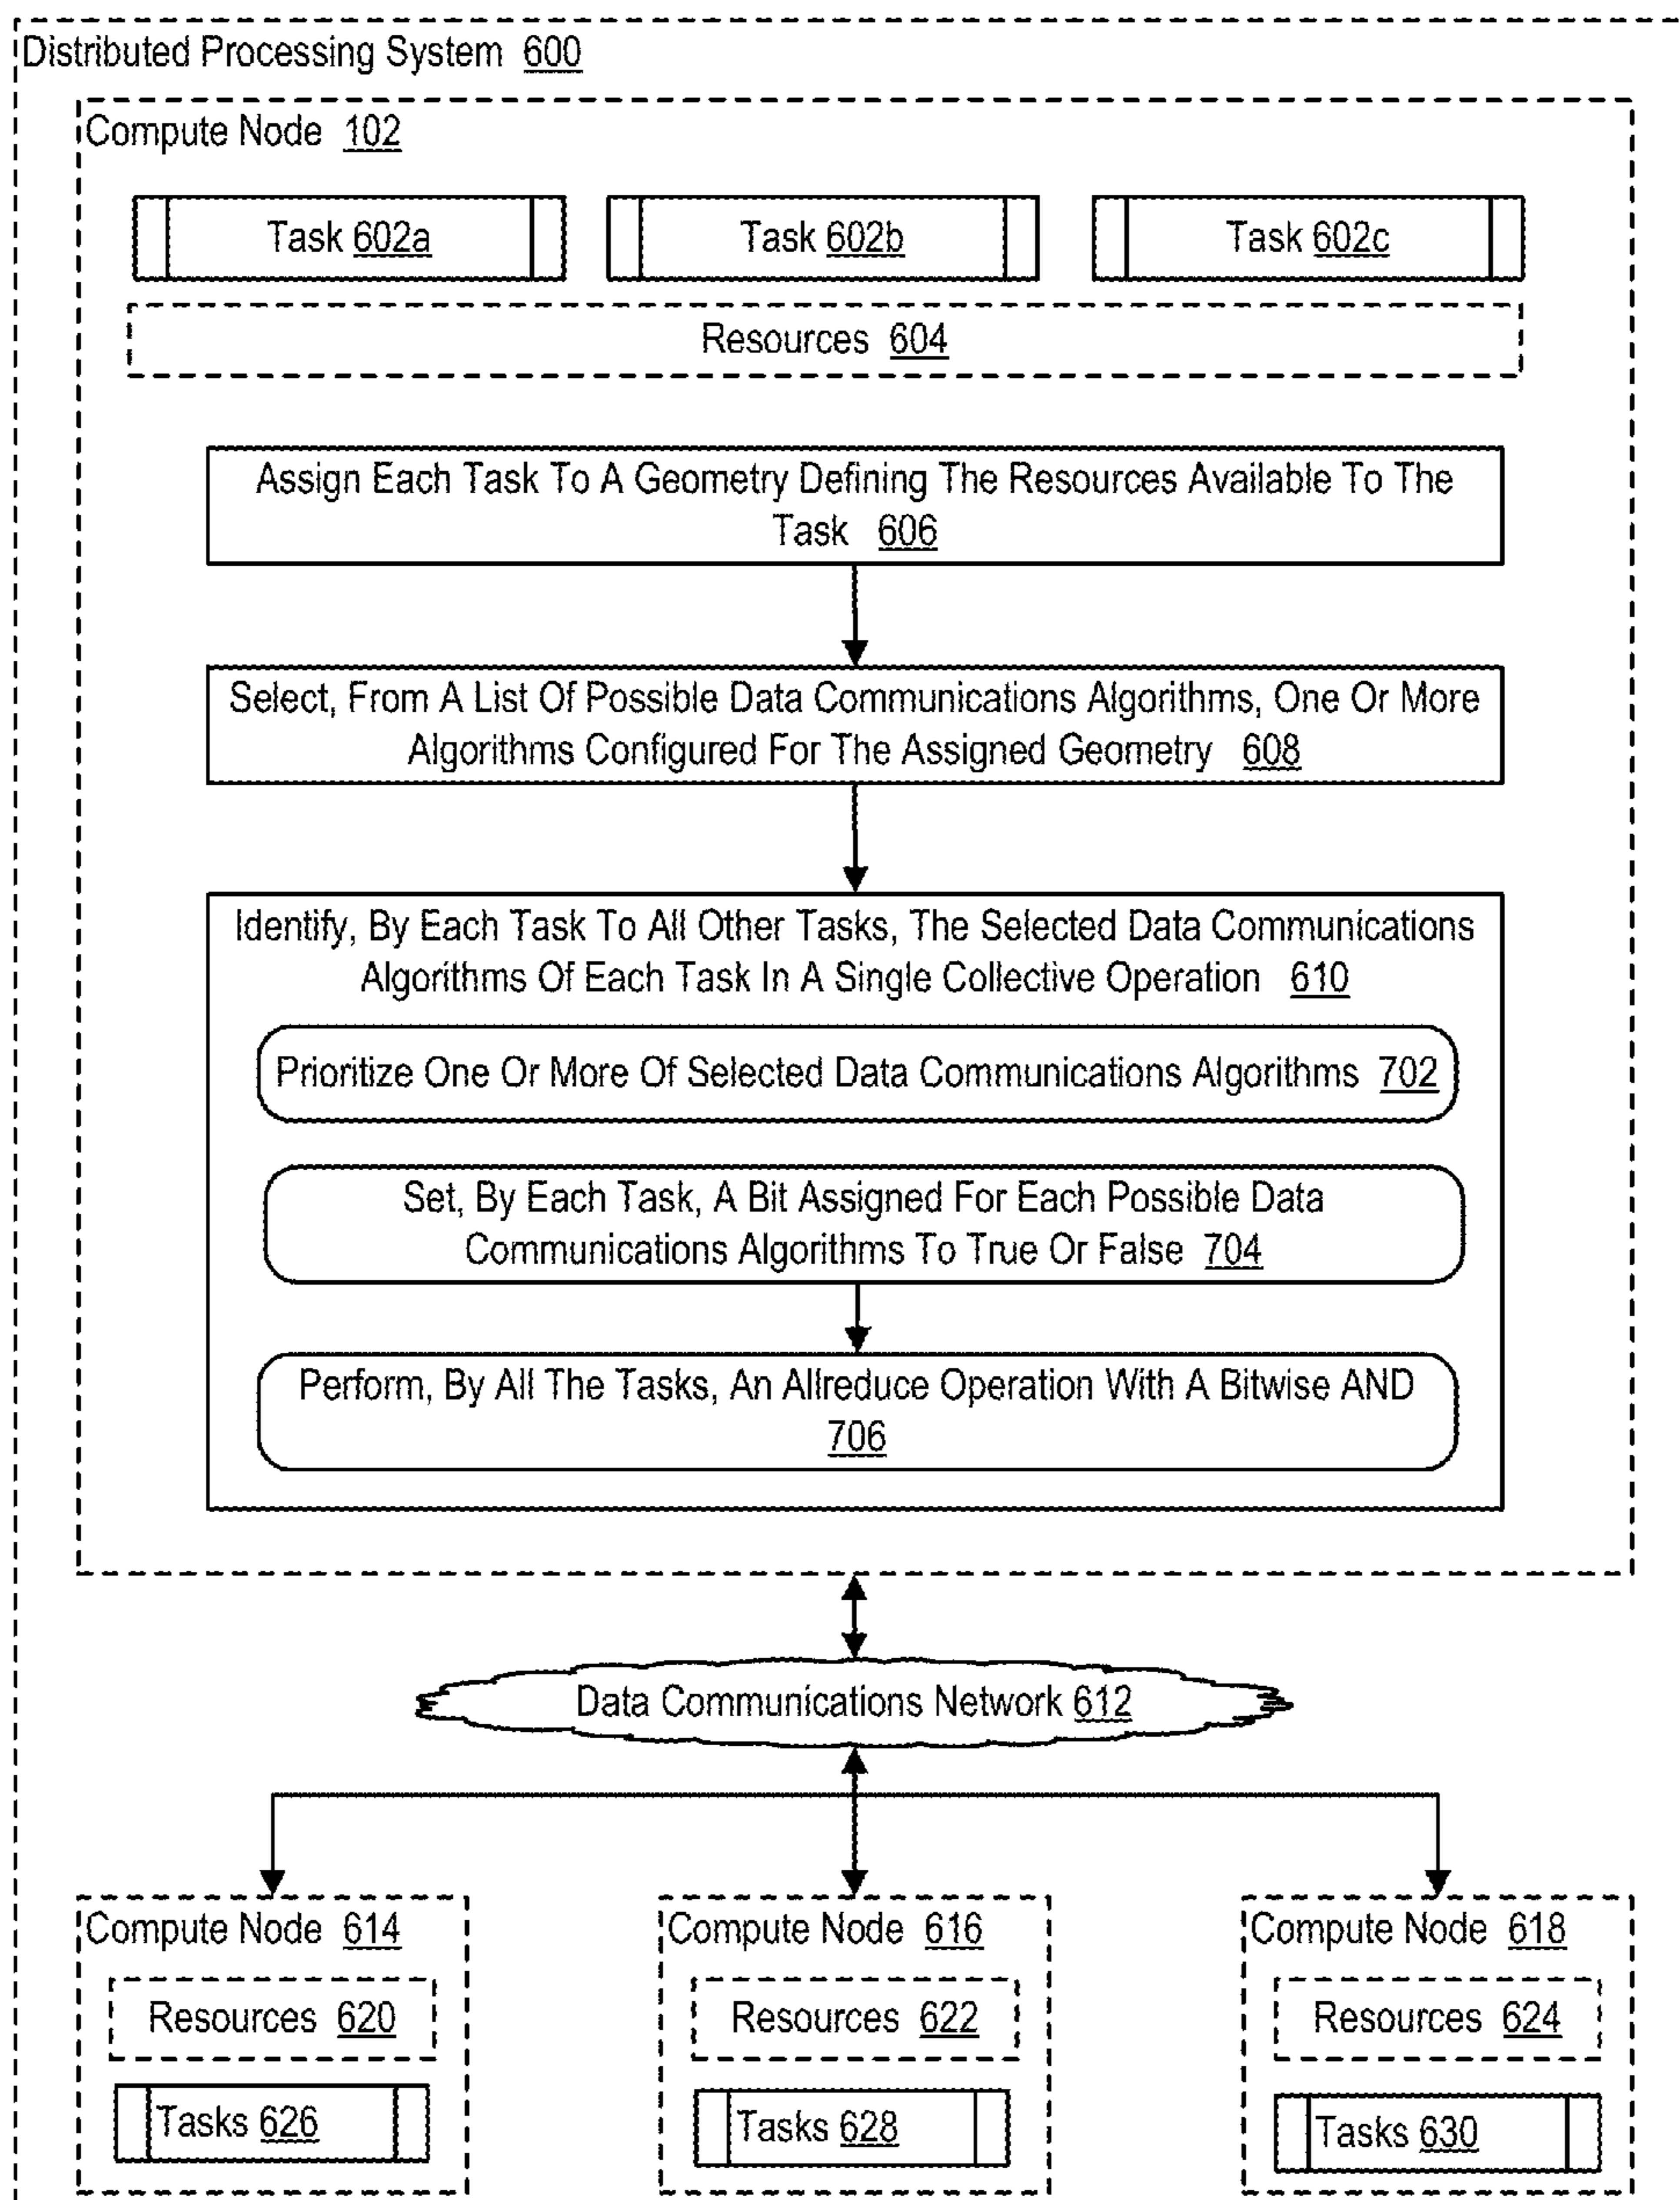 Distributed Processing System 600
Compute Node 102
Task 602a
Task 602b
Task 602c
Resources 604
Assign Each Task To A Geometry Defining The Resources Available To The
Task 606
Select, From A List Of Possible Data Communications Algorithms, One Or More
Algorithms Configured For The Assigned Geometry 608
Identify, By Each Task To All Other Tasks, The Selected Data Communications
Algorithms Of Each Task In A Single Collective Operation 610
Prioritize One Or More Of Selected Data Communications Algorithms 702
Set, By Each Task, A Bit Assigned For Each Possible Data
Communications Algorithms To True Or False 704
Perform, By All The Tasks, An Allreduce Operation With A Bitwise AND
706
Data Communications Network 612
Compute Node 614
Resources 620
Tasks 626
Compute Node 616
Resources 622
Tasks 628
Compute Node 618
Resources 624
Tasks 630